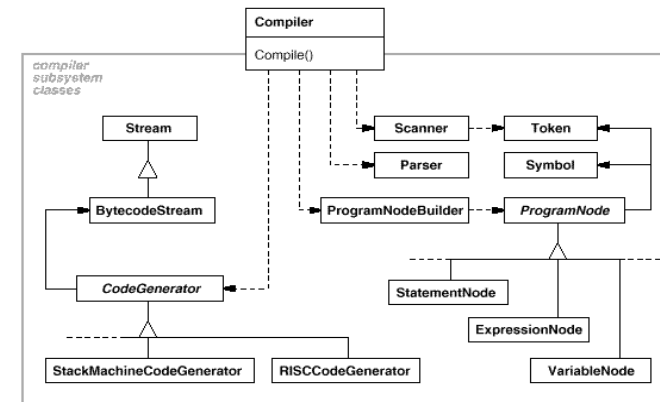 Compiler
Compile()
compiler
subsystem
classes
Stream
Scanner
Token
Parser
Symbol
BytecodeStream
ProgramNodeBuilder
ProgramNode
CodeGenerator
StatementNode
ExpressionNode
StackMachineCodeGenerator
RISCCodeGenerator
VariableNode